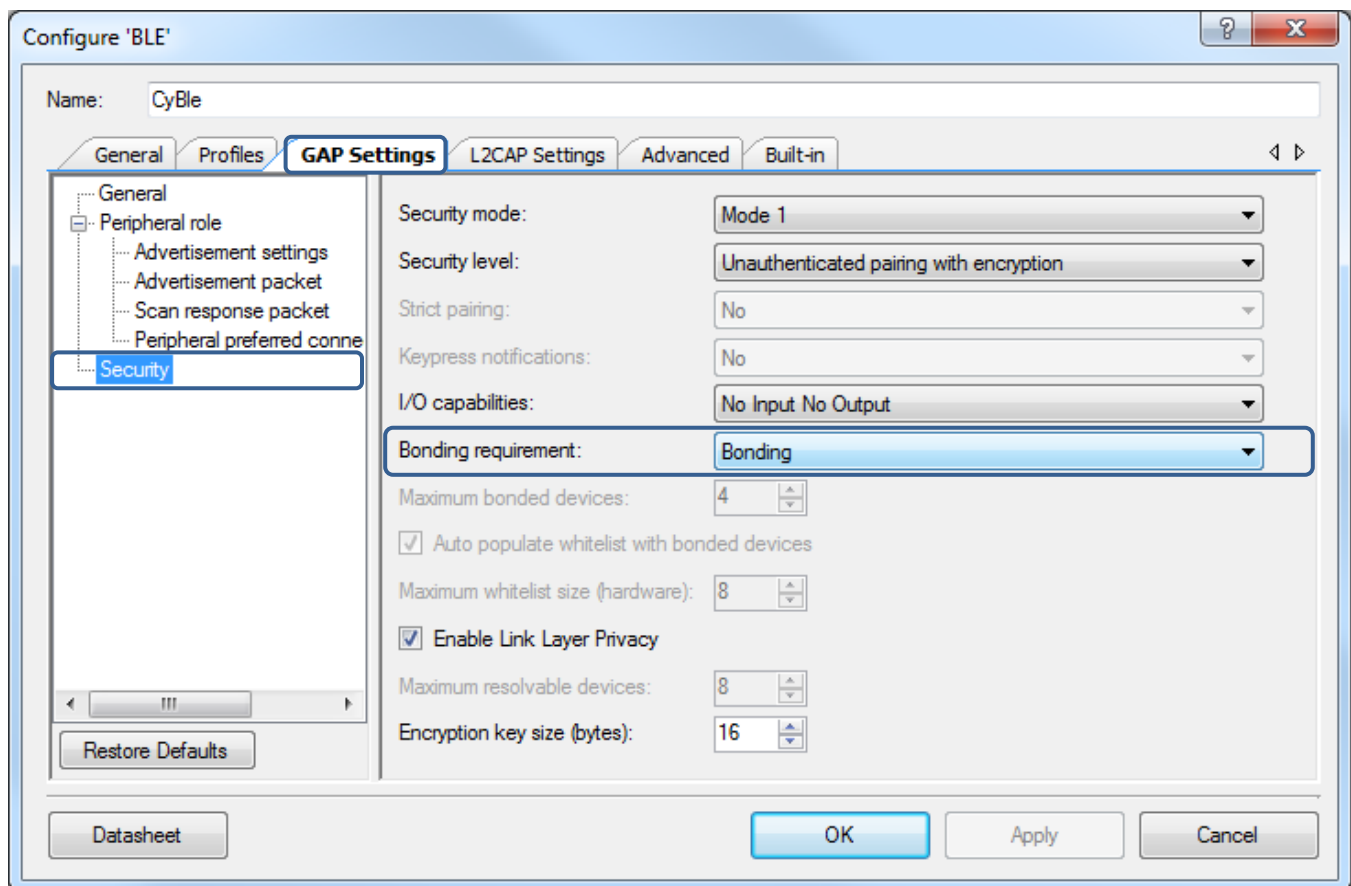 Configure 'BLE'
Name: CyBle
General Profiles GAP Settings L2CAP Settings Advanced Built-in
General
Peripheral role
Advertisement settings
Advertisement packet
Scan response packet
Peripheral preferred conne
Security
Restore Defaults
Security mode: Mode 1
Security level: Unauthenticated pairing with encryption
Strict pairing: No
Keypress notifications: No
I/O capabilities: No Input No Output
Bonding requirement: Bonding
Maximum bonded devices: 4
Auto populate whitelist with bonded devices
Maximum whitelist size (hardware): 8
Enable Link Layer Privacy
Maximum resolvable devices: 8
Encryption key size (bytes): 16
Datasheet OK Apply Cancel